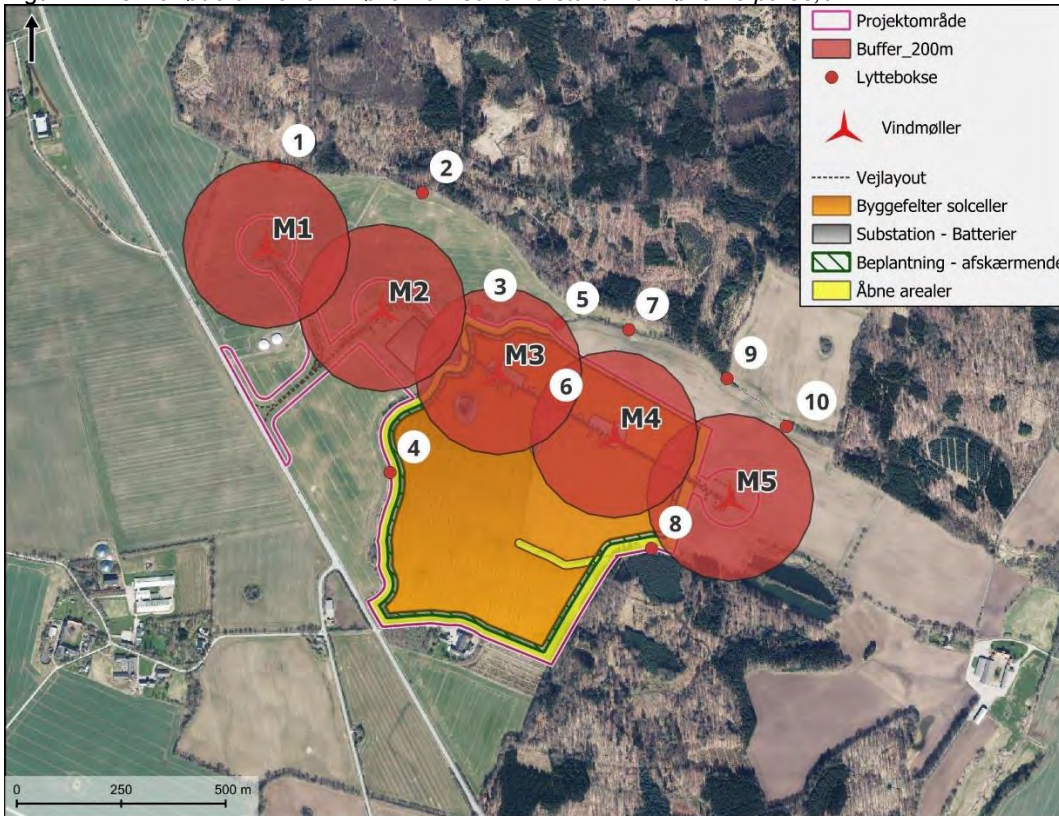 Projektområde
Buffer_200m
Lyttebokse
Vindmøller
Vejlayout
Byggefelter solceller
Substation - Batterier
Beplantning - afskærmende
Åbne arealer
1
2
M1
M2
3
5
7
M3
9
6
M4
10
4
M5
8
0 250 500 m